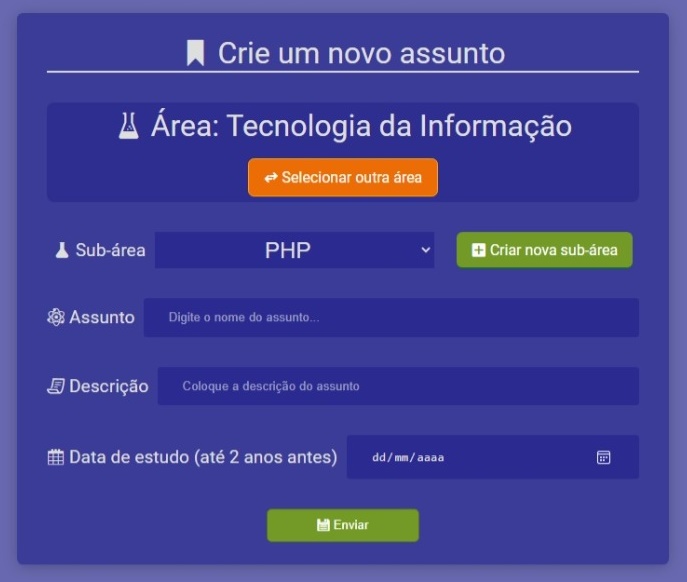 Crie um novo assunto
Área: Tecnologia da Informação
Selecionar outra área
Sub-área PHP Criar nova sub-área
Assunto Digite o nome do assunto...
Descrição Coloque a descrição do assunto
Data de estudo (até 2 anos antes) dd/mm/aaaa
Enviar